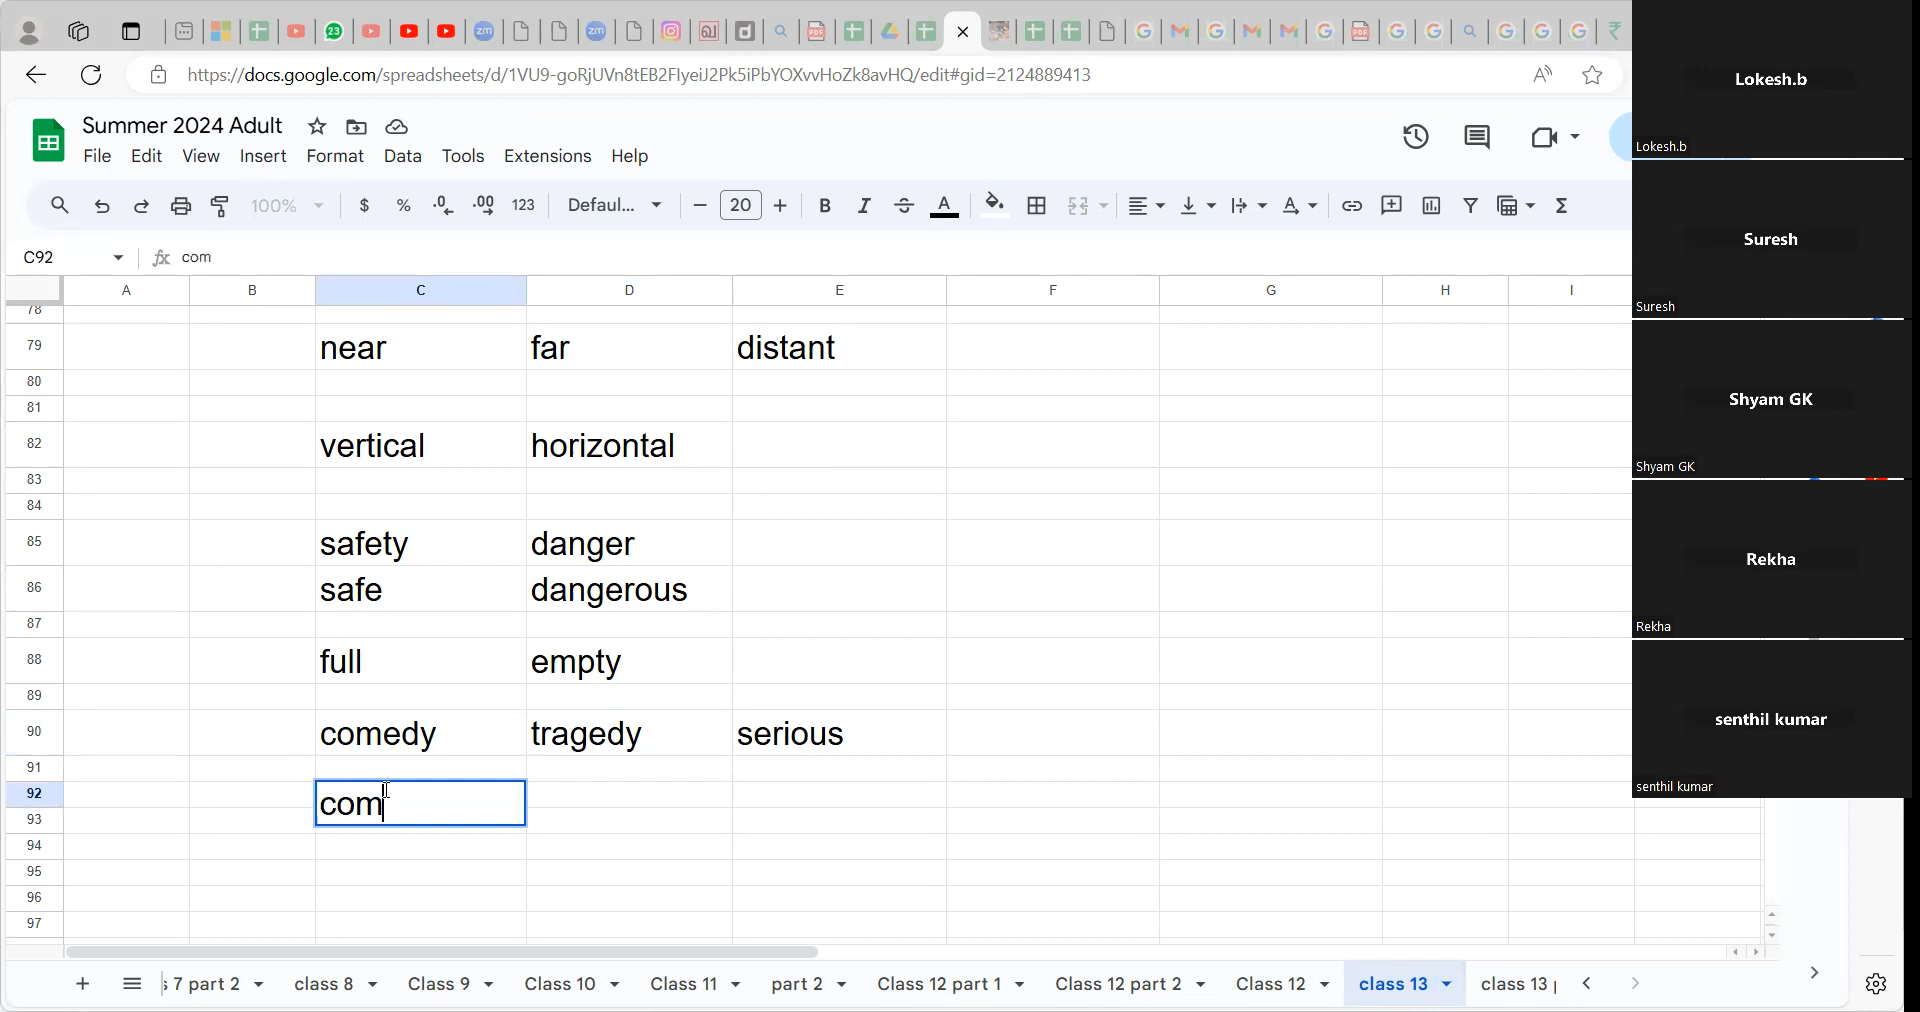 https://docs.google.com/spreadsheets/d/1VU9-goRjUVn8tEB2FIyeiJ2Pk5iPbYOXvvHoZk8avHQ/edit#gid=2124889413
Summer 2024 Adult
File Edit View Insert Format Data Tools Extensions Help
100% $ % .0 .00 123 Defaul... 20
C92 fx com
A B C D E F G H I
78
79 near far distant
80
81
82 vertical horizontal
83
84
85 safety danger
86 safe dangerous
87
88 full empty
89
90 comedy tragedy serious
91
92 com
93
94
95
96
97
7 part 2 class 8 Class 9 Class 10 Class 11 part 2 Class 12 part 1 Class 12 part 2 Class 12 class 13 class 13
Lokesh.b
Lokesh.b
Suresh
Suresh
Shyam GK
Shyam GK
Rekha
Rekha
senthil kumar
senthil kumar